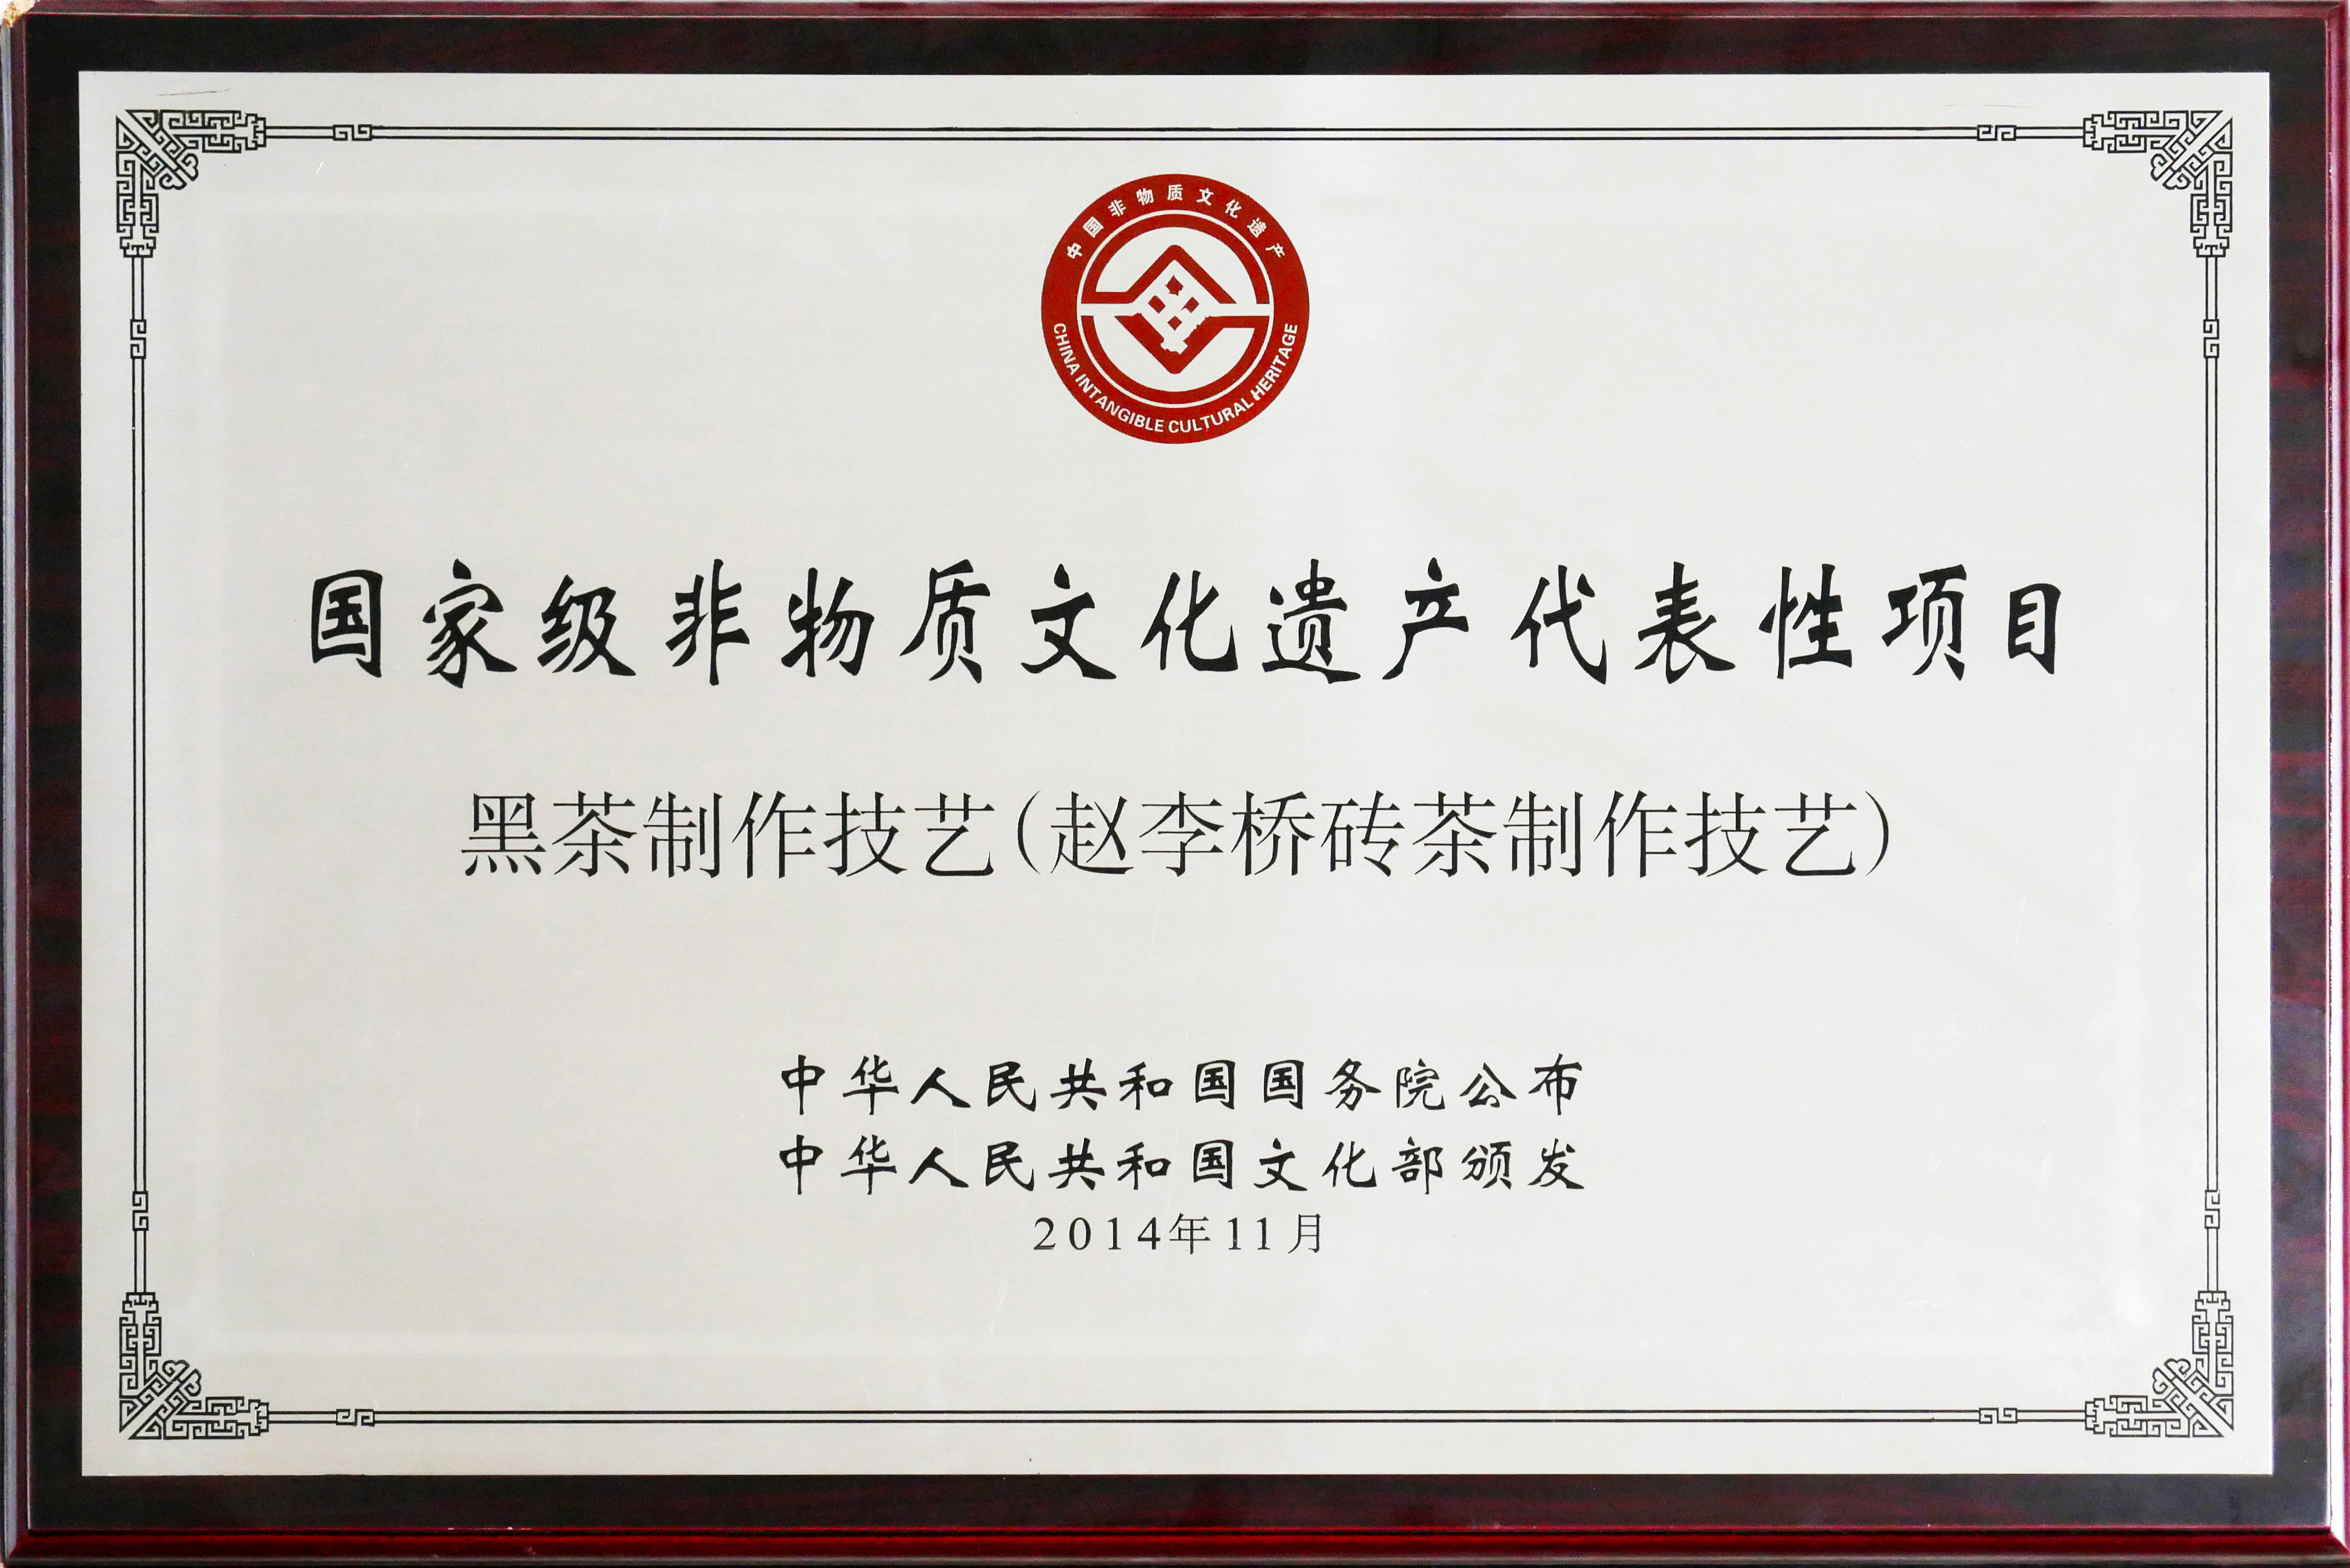 中国非物质文化遗产
CHINA INTANGIBLE CULTURAL HERITAGE
国家级非物质文化遗产代表性项目
黑茶制作技艺(赵李桥砖茶制作技艺)
中华人民共和国国务院公布
中华人民共和国文化部颁发
2014年11月